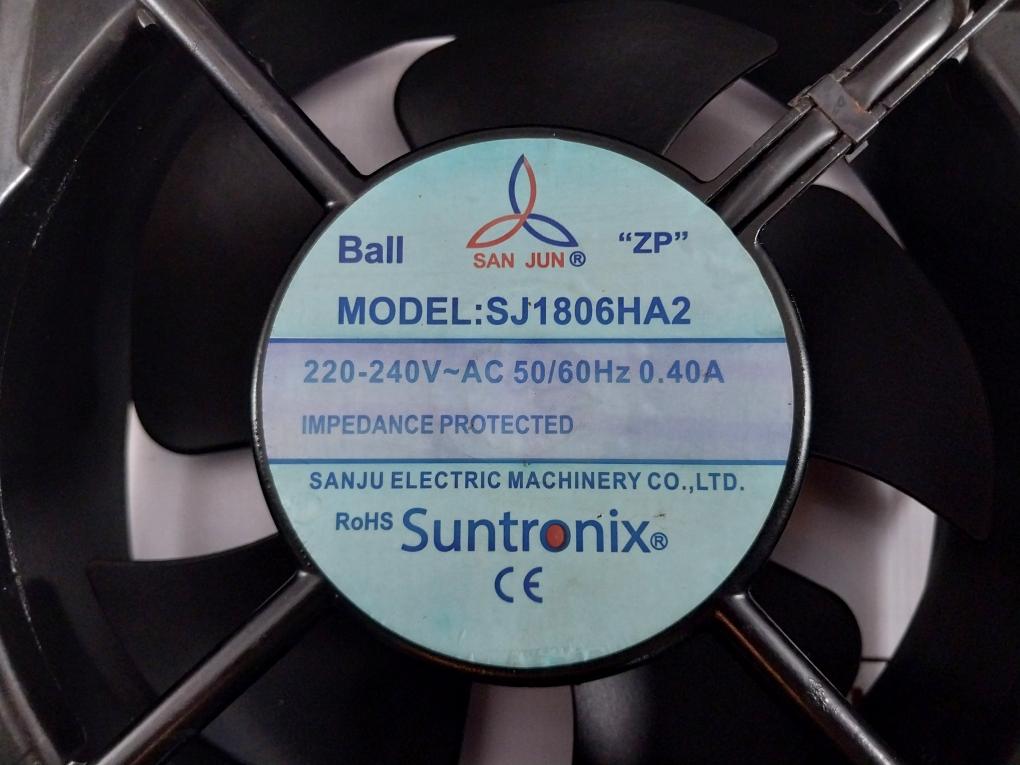 Ball
SAN JUN®
“ZP”
MODEL:SJ1806HA2
220-240V~AC 50/60Hz 0.40A
IMPEDANCE PROTECTED
SANJU ELECTRIC MACHINERY CO.,LTD.
RoHS Suntronix®
CE